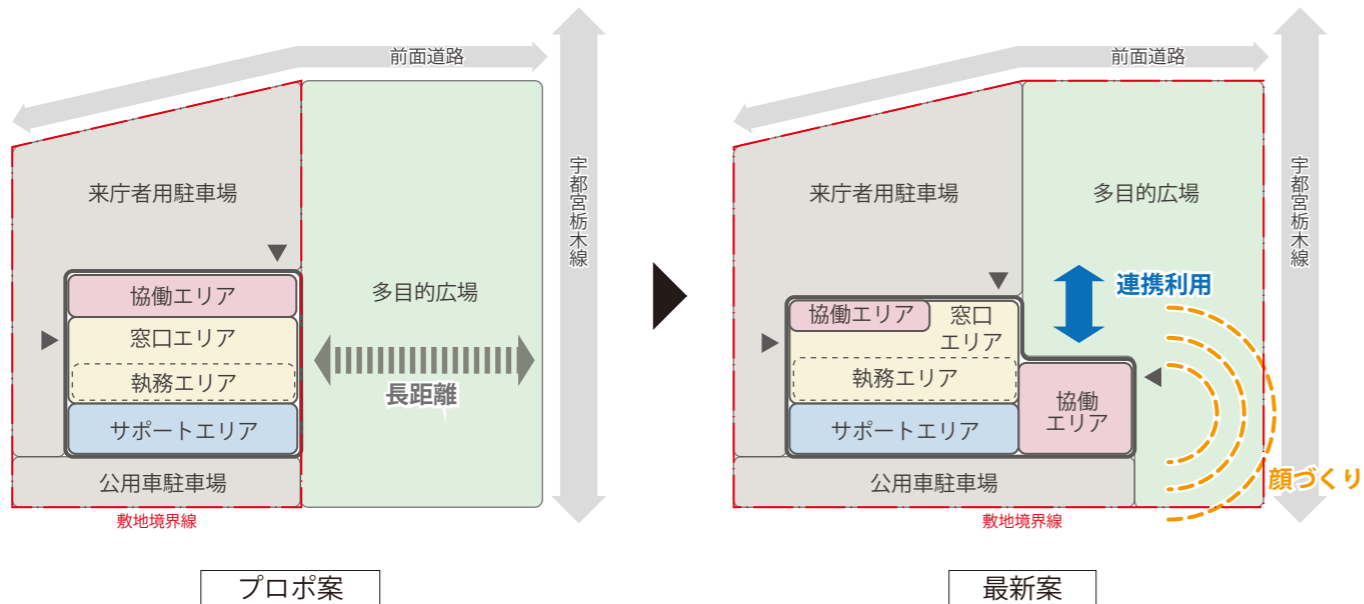 前面道路
宇都宮栃木線
来庁者用駐車場
多目的広場
協働エリア
窓口エリア
執務エリア
サポートエリア
長距離
公用車駐車場
敷地境界線
プロポ案
前面道路
宇都宮栃木線
来庁者用駐車場
多目的広場
連携利用
協働エリア
窓口
エリア
執務エリア
協働
エリア
サポートエリア
公用車駐車場
顔づくり
敷地境界線
最新案